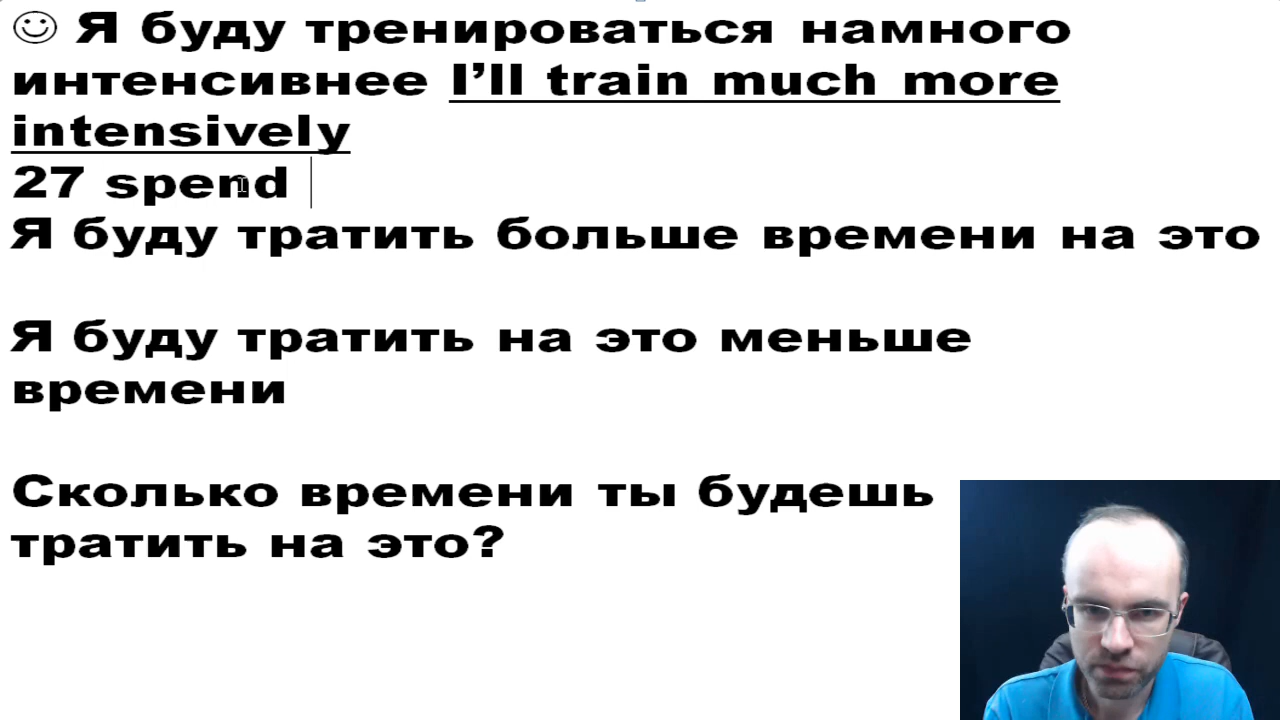 ☺ Я буду тренироваться намного
интенсивнее I’ll train much more
intensively
27 spend
Я буду тратить больше времени на это
Я буду тратить на это меньше
времени
Сколько времени ты будешь
тратить на это?